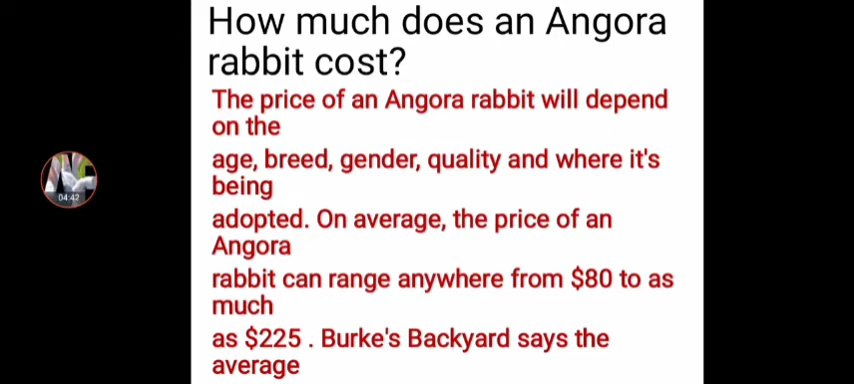 How much does an Angora
rabbit cost?
The price of an Angora rabbit will depend
on the
age, breed, gender, quality and where it's
being
adopted. On average, the price of an
Angora
rabbit can range anywhere from $80 to as
much
as $225 . Burke's Backyard says the
average
04:42